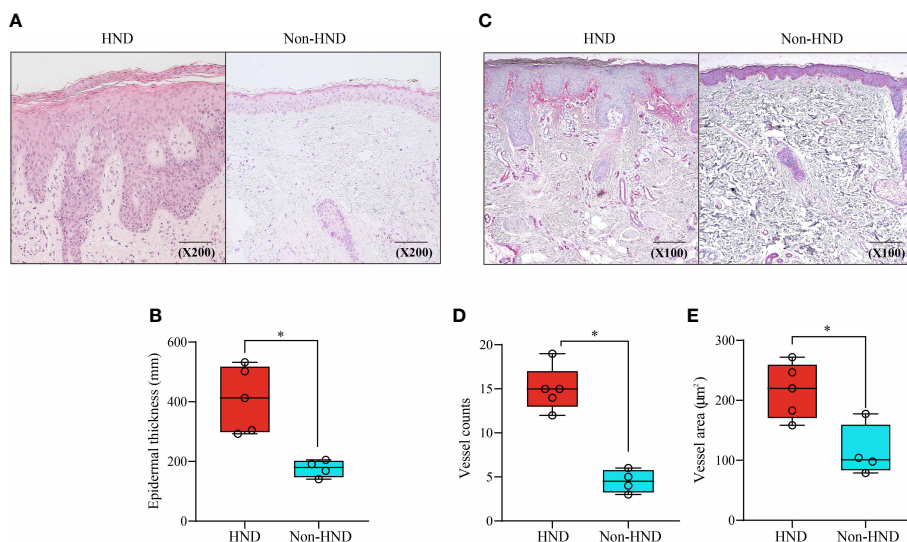 A
HND
Non-HND
(X200)
(X200)
C
HND
Non-HND
(X100)
(X100)
B
Epidermal thickness (mm)
600
400
200
0
*
HND
Non-HND
D
Vessel counts
20
15
10
5
0
*
HND
Non-HND
E
Vessel area (μm²)
300
200
100
0
*
HND
Non-HND